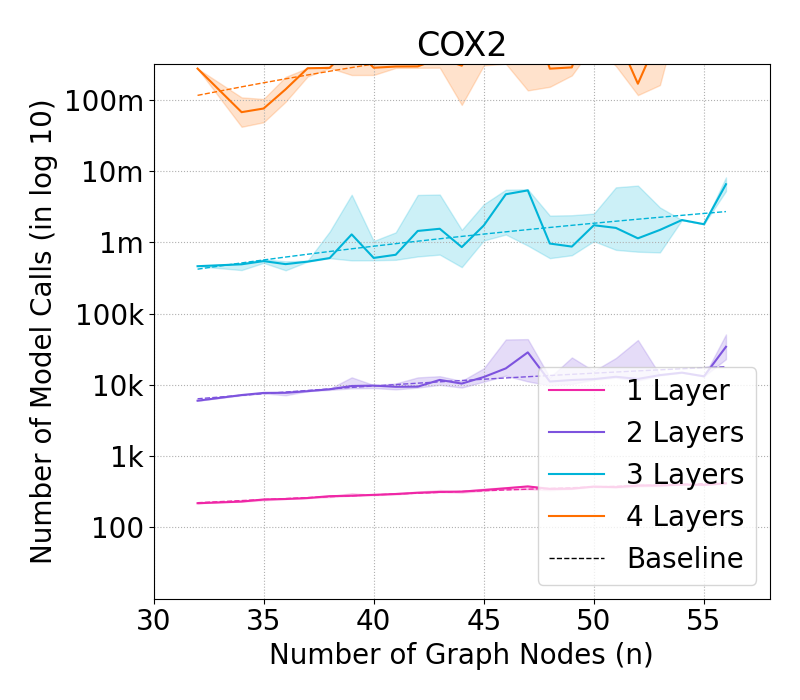 COX2
Number of Model Calls (in log 10)
100m
10m
1m
100k
10k
1k
100
1 Layer
2 Layers
3 Layers
4 Layers
Baseline
30 35 40 45 50 55
Number of Graph Nodes (n)